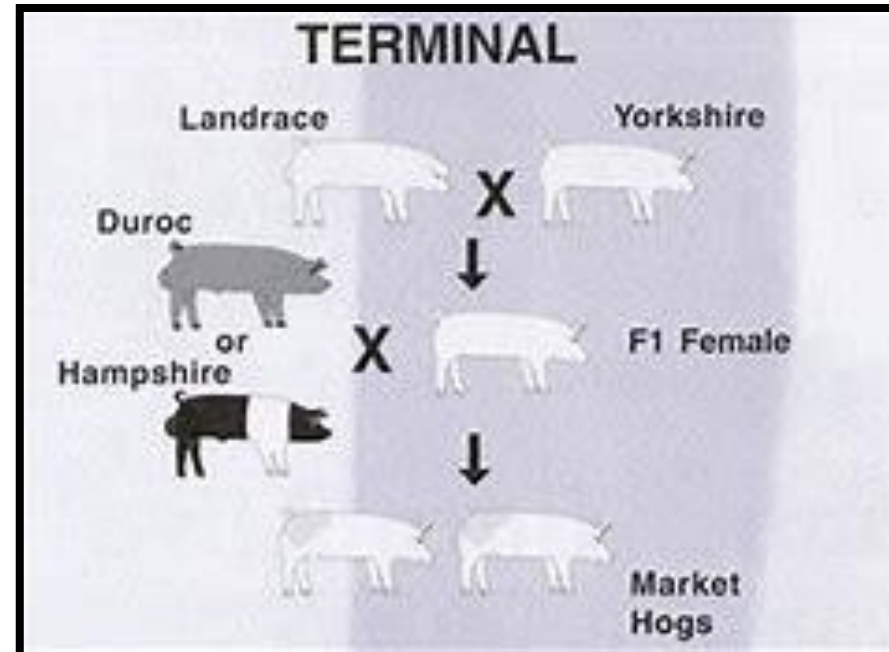 TERMINAL
Landrace
Yorkshire
Duroc
X
or
Hampshire
X
F1 Female
Market
Hogs